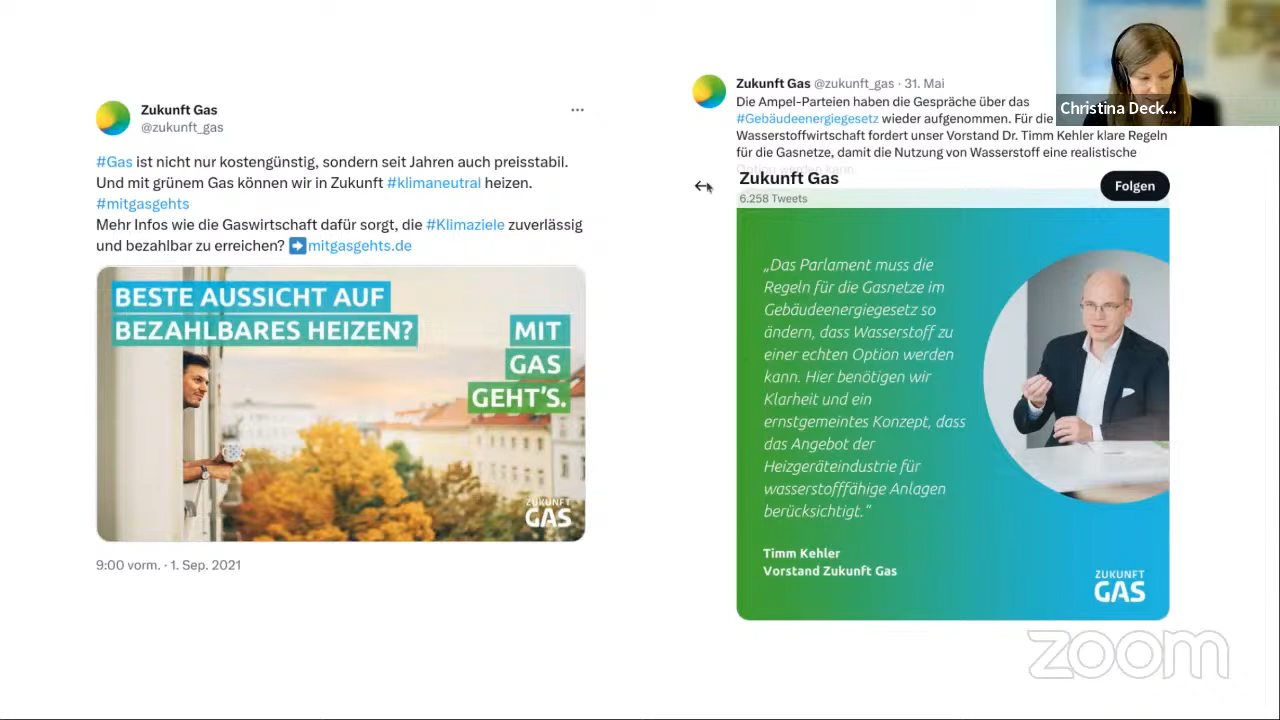 Zukunft Gas
@zukunft_gas
#Gas ist nicht nur kostengünstig, sondern seit Jahren auch preisstabil.
Und mit grünem Gas können wir in Zukunft #klimaneutral heizen.
#mitgasgehts
Mehr Infos wie die Gaswirtschaft dafür sorgt, die #Klimaziele zuverlässig
und bezahlbar zu erreichen? ➡️mitgasgehts.de
BESTE AUSSICHT AUF
BEZAHLBARES HEIZEN?
MIT
GAS
GEHT'S.
ZUKUNFT
GAS
9:00 vorm. · 1. Sep. 2021
Zukunft Gas @zukunft_gas · 31. Mai
Die Ampel-Parteien haben die Gespräche über das
#Gebäudeenergiegesetz wieder aufgenommen. Für die
Wasserstoffwirtschaft fordert unser Vorstand Dr. Timm Kehler klare Regeln
für die Gasnetze, damit die Nutzung von Wasserstoff eine realistische
Option werden kann.
Zukunft Gas
6.258 Tweets
Folgen
„Das Parlament muss die
Regeln für die Gasnetze im
Gebäudeenergiegesetz so
ändern, dass Wasserstoff zu
einer echten Option werden
kann. Hier benötigen wir
Klarheit und ein
ernstgemeintes Konzept, dass
das Angebot der
Heizgeräteindustrie für
wasserstofffähige Anlagen
berücksichtigt.“
Timm Kehler
Vorstand Zukunft Gas
ZUKUNFT
GAS
Christina Deck...
zoom